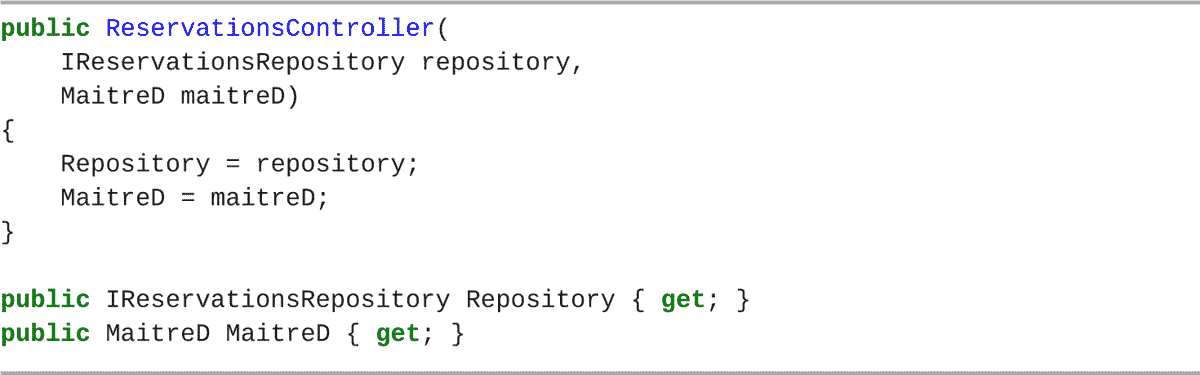 public ReservationsController(
    IReservationsRepository repository,
    MaitreD maitreD)
{
    Repository = repository;
    MaitreD = maitreD;
}

public IReservationsRepository Repository { get; }
public MaitreD MaitreD { get; }